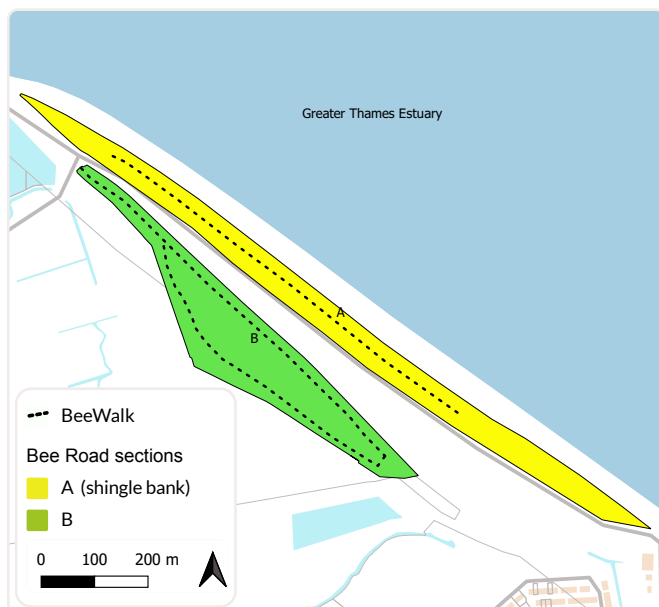 Greater Thames Estuary
A
B
BeeWalk
Bee Road sections
A (shingle bank)
B
0 100 200 m